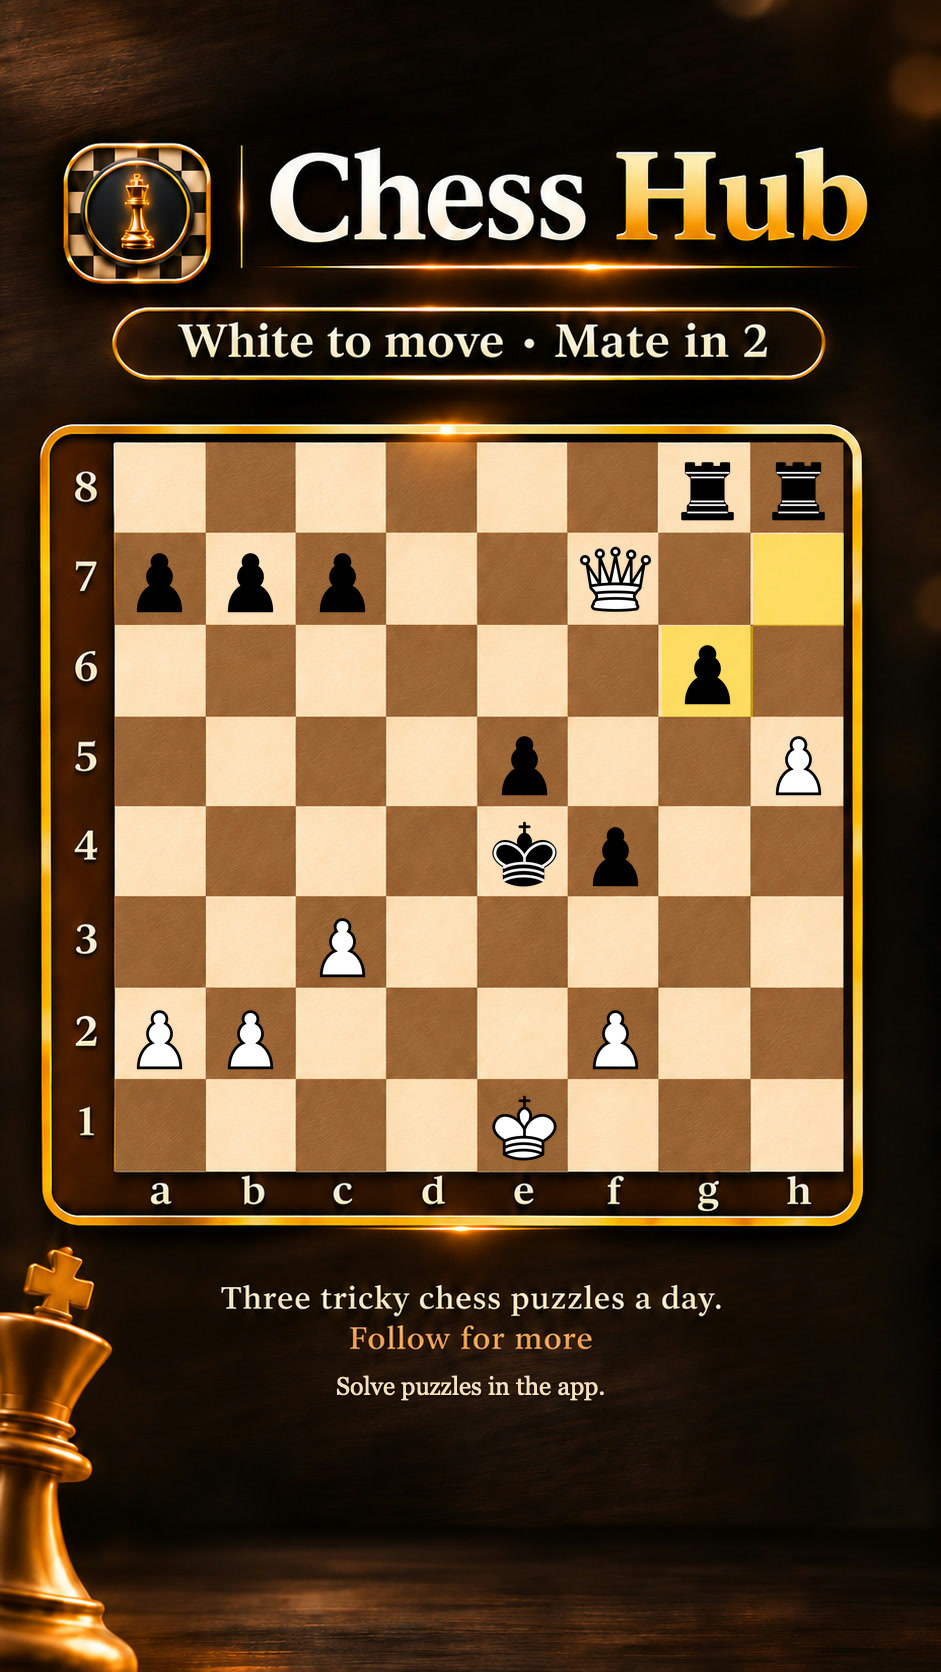 Chess Hub
White to move • Mate in 2
8
7
6
5
4
3
2
1
a b c d e f g h
Three tricky chess puzzles a day.
Follow for more
Solve puzzles in the app.